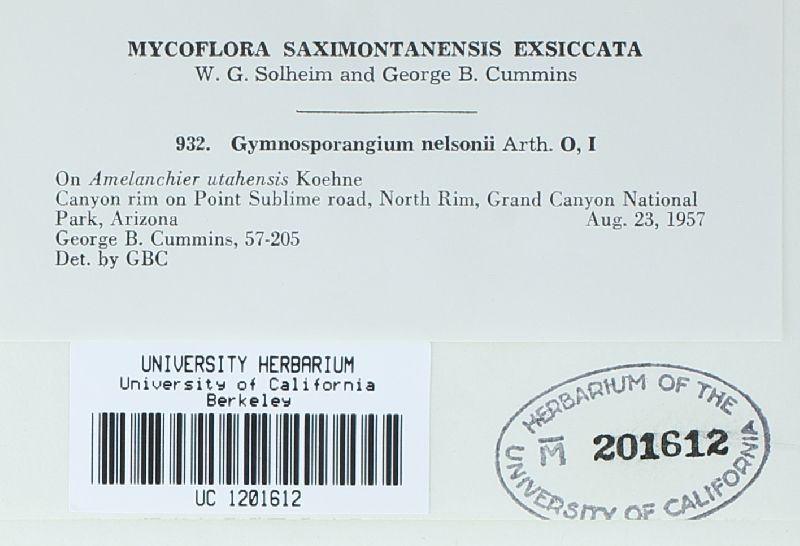 MYCOFLORA SAXIMONTANENSIS EXSICCATA
W. G. Solheim and George B. Cummins
932. Gymnosporangium nelsonii Arth. O, I
On Amelanchier utahensis Koehne
Canyon rim on Point Sublime road, North Rim, Grand Canyon National
Park, Arizona Aug. 23, 1957
George B. Cummins, 57-205
Det. by GBC
UNIVERSITY HERBARIUM
University of California
Berkeley
UC 1201612
HERBARIUM OF THE
M 201612
UNIVERSITY OF CALIFORNIA